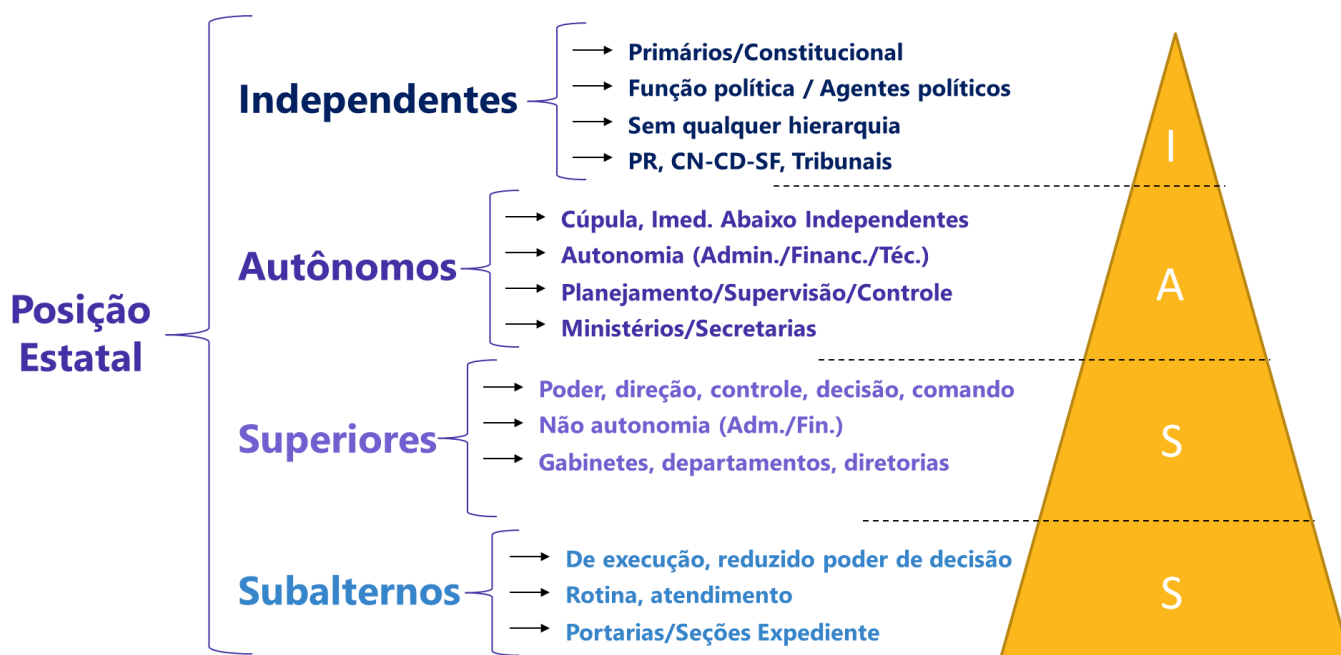 Posição
Estatal
Independentes
Primários/Constitucional
Função política / Agentes políticos
Sem qualquer hierarquia
PR, CN-CD-SF, Tribunais
I
Autônomos
Cúpula, Imed. Abaixo Independentes
Autonomia (Admin./Financ./Téc.)
Planejamento/Supervisão/Controle
Ministérios/Secretarias
A
Superiores
Poder, direção, controle, decisão, comando
Não autonomia (Adm./Fin.)
Gabinetes, departamentos, diretorias
S
Subalternos
De execução, reduzido poder de decisão
Rotina, atendimento
Portarias/Seções Expediente
S